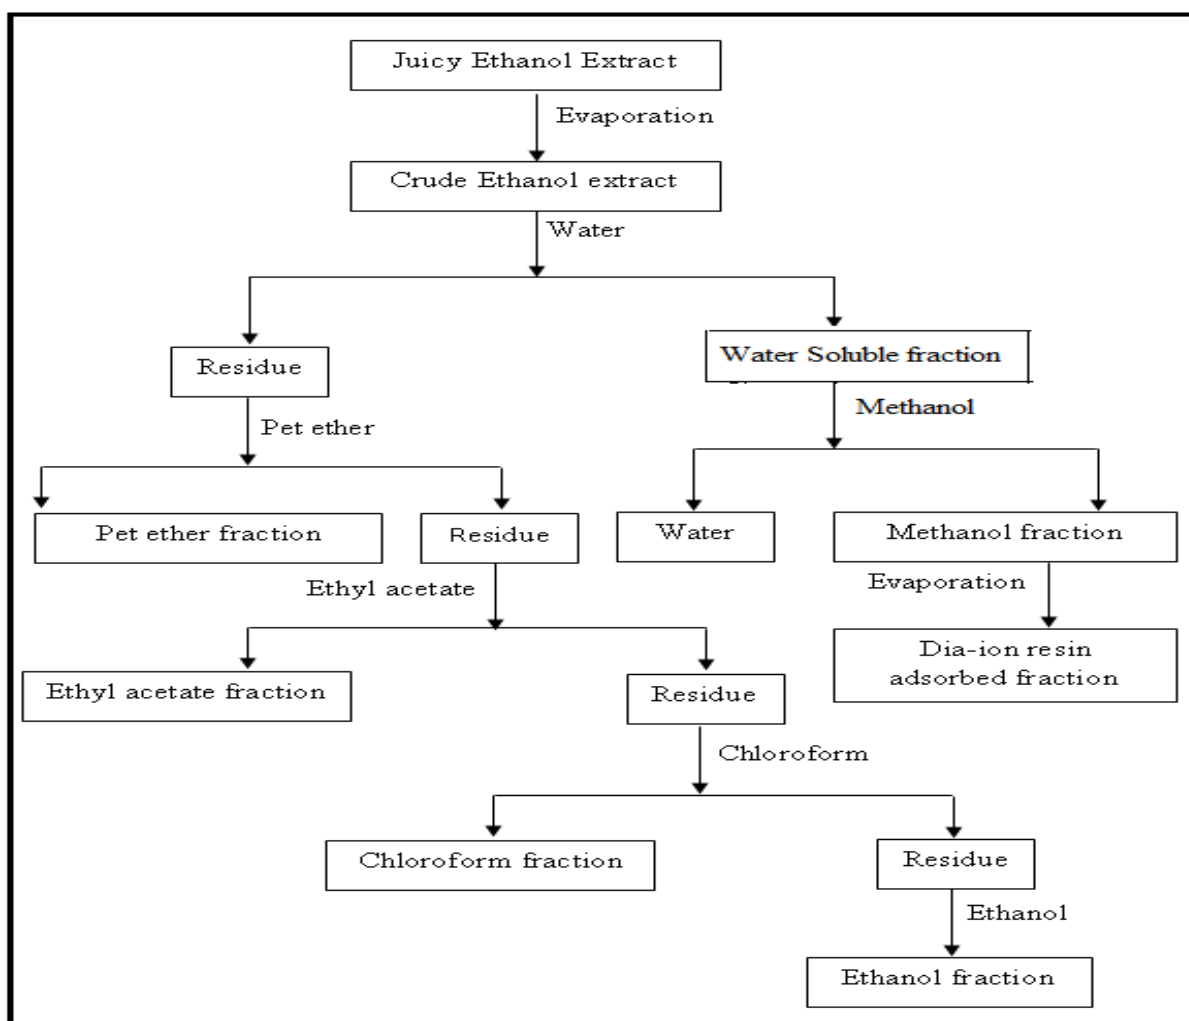 Juicy Ethanol Extract
Evaporation
Crude Ethanol extract
Water
Residue
Water Soluble fraction
Pet ether
Methanol
Pet ether fraction
Residue
Water
Methanol fraction
Ethyl acetate
Evaporation
Ethyl acetate fraction
Residue
Dia-ion resin
adsorbed fraction
Chloroform
Chloroform fraction
Residue
Ethanol
Ethanol fraction